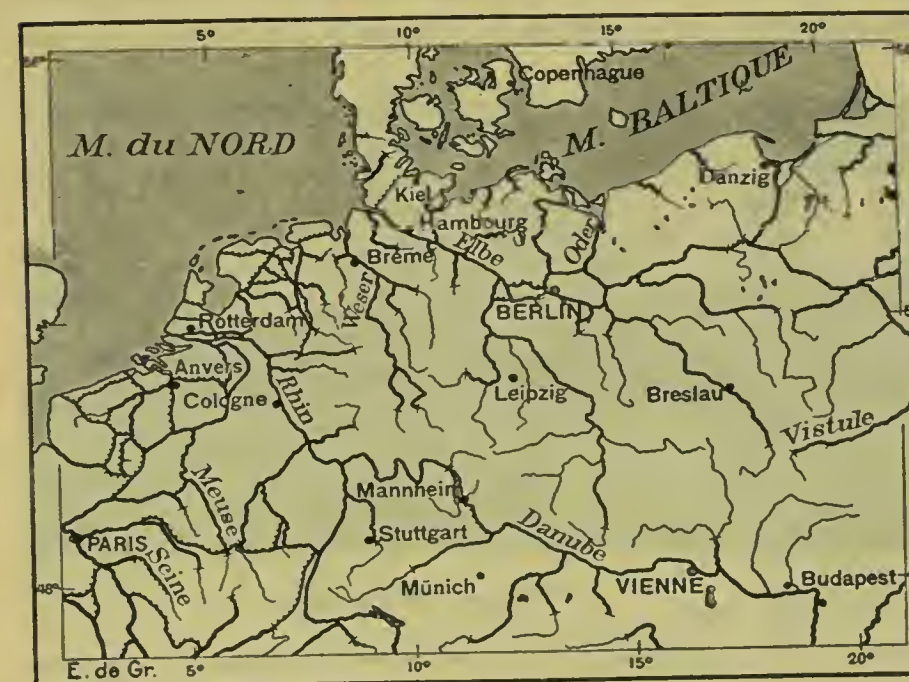 5° 10° 15° 20°
Copenhague
M. BALTIQUE
M. du NORD
Kiel
Danzig
Hambourg
Elbe
Oder
Brême
Weser
BERLIN
Rotterdam
Anvers
Cologne
Rhin
Leipzig
Breslau
Vistule
Meuse
Mannheim
Stuttgart
Danube
PARIS
Seine
Münich
VIENNE
Budapest
48°
E. de Gr. 5° 10° 15° 20°